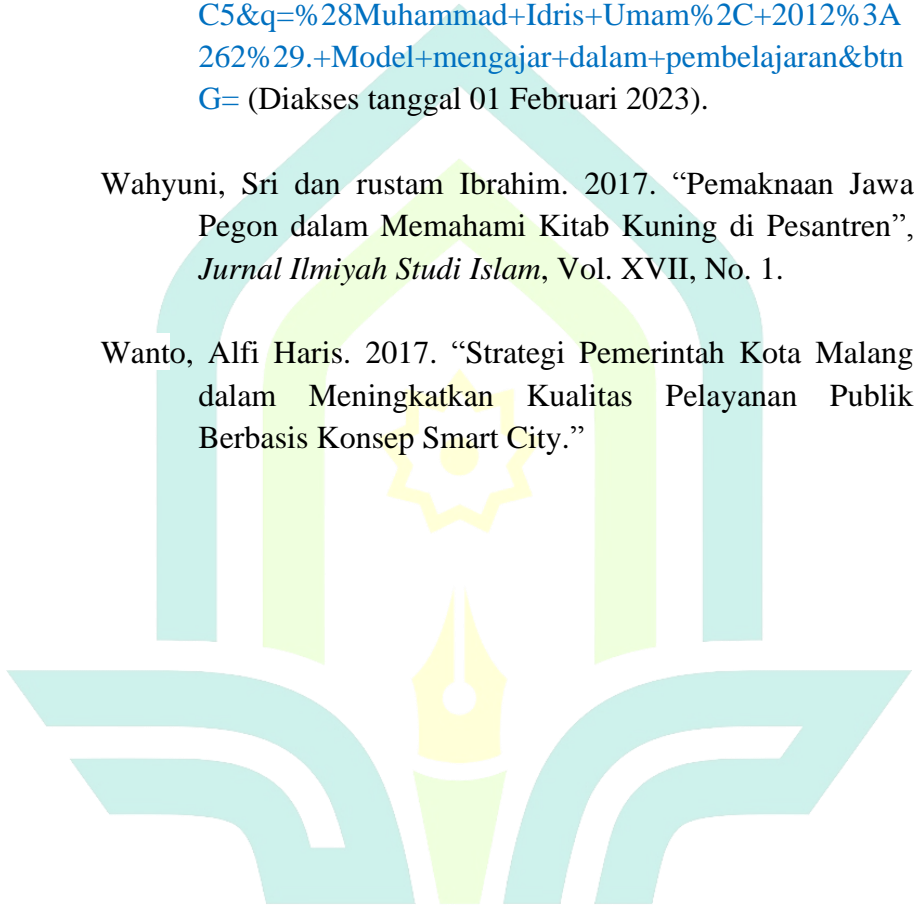 C5&q=%28Muhammad+Idris+Umam%2C+2012%3A
262%29.+Model+mengajar+dalam+pembelajaran&btn
G= (Diakses tanggal 01 Februari 2023).
Wahyuni, Sri dan rustam Ibrahim. 2017. “Pemaknaan Jawa
Pegon dalam Memahami Kitab Kuning di Pesantren”,
Jurnal Ilmiyah Studi Islam, Vol. XVII, No. 1.
Wanto, Alfi Haris. 2017. “Strategi Pemerintah Kota Malang
dalam Meningkatkan Kualitas Pelayanan Publik
Berbasis Konsep Smart City.”